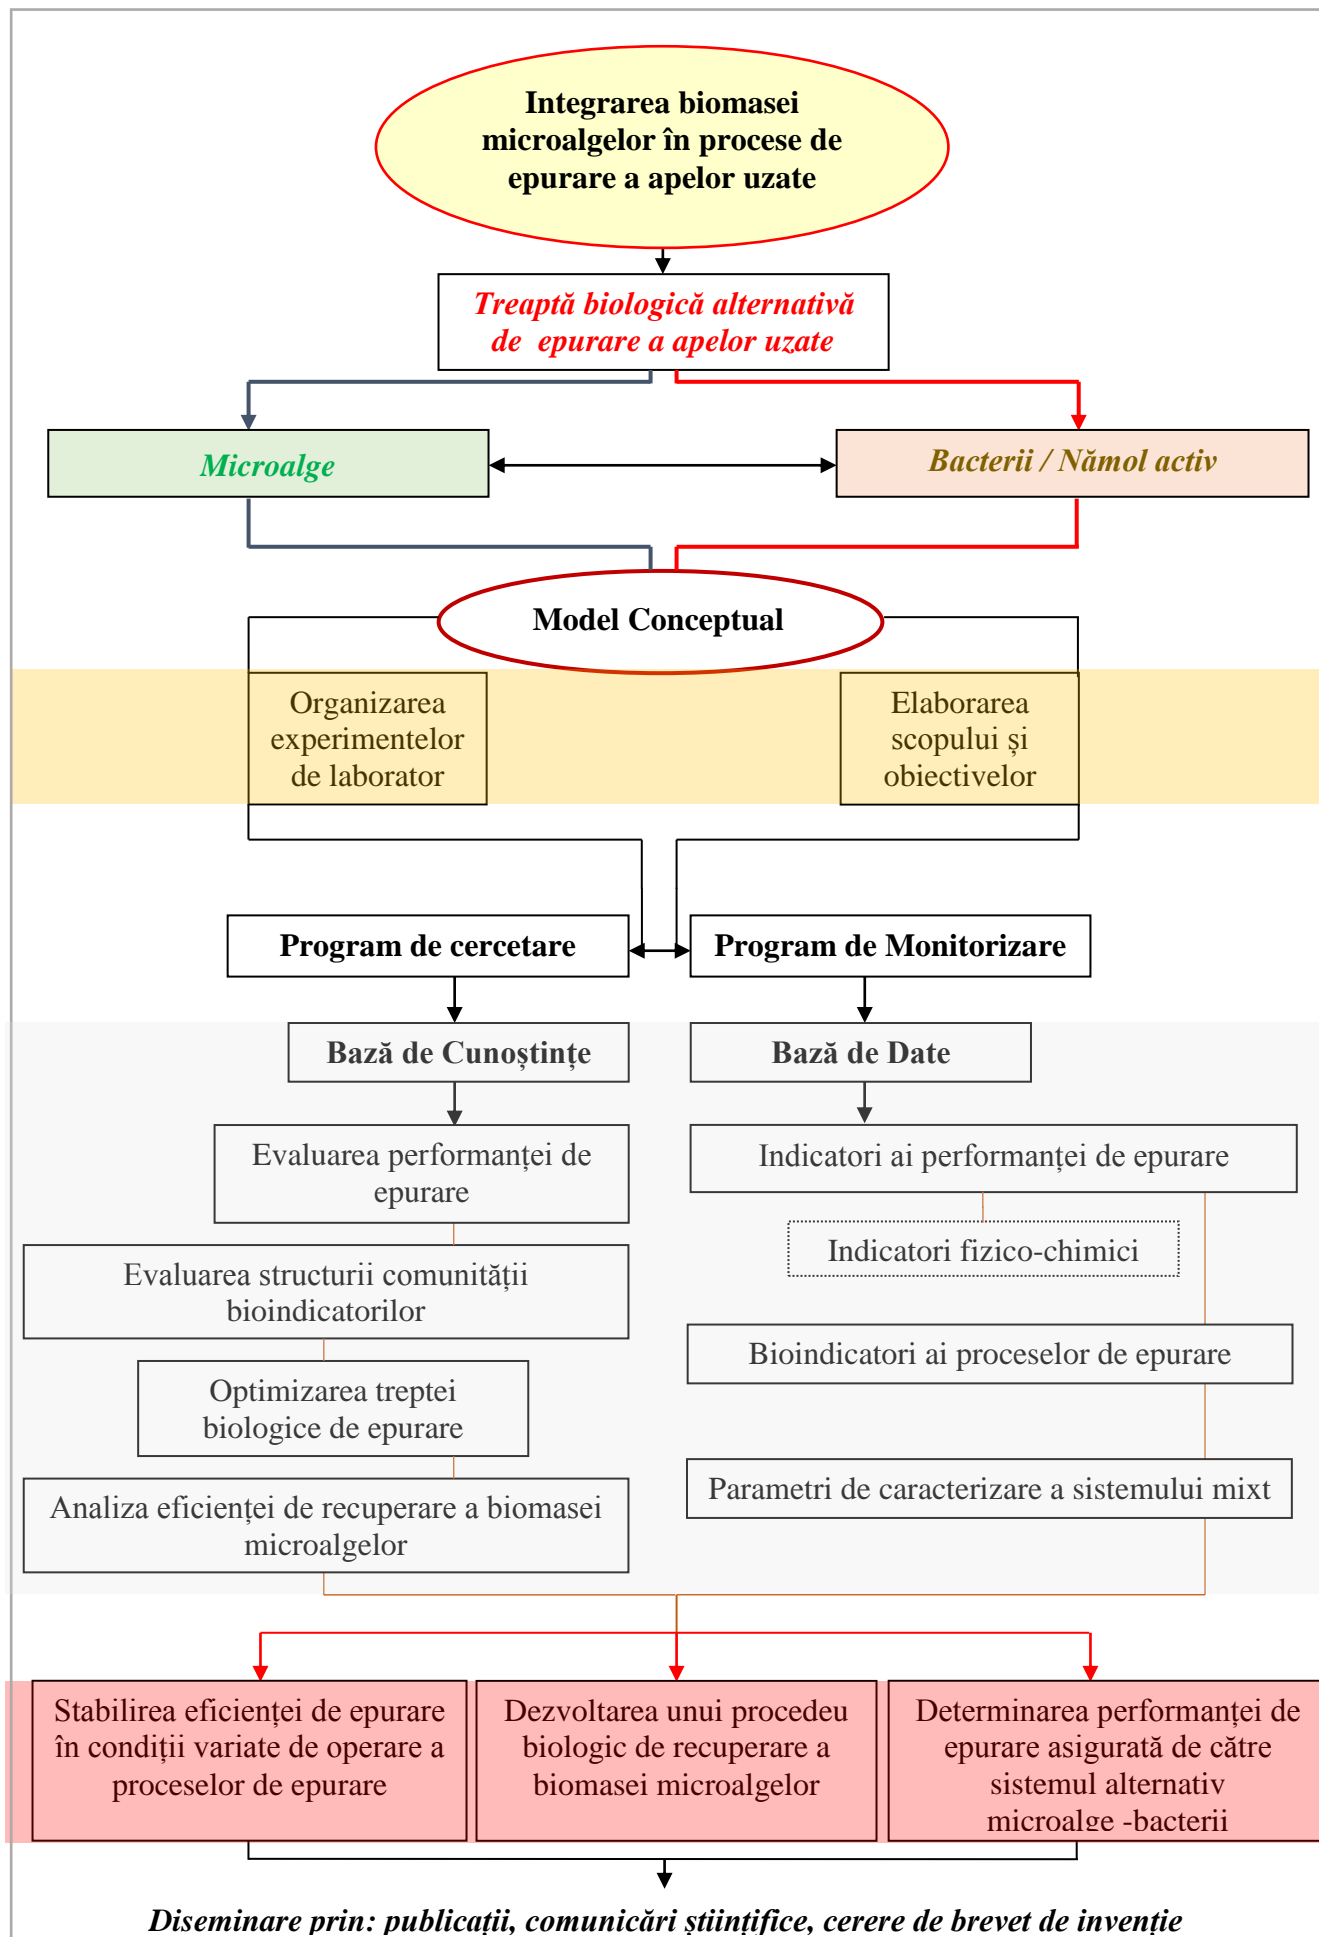 Integrarea biomasei
microalgelor în procese de
epurare a apelor uzate
Treaptă biologică alternativă
de epurare a apelor uzate
Microalge
Bacterii / Nămol activ
Model Conceptual
Organizarea
experimentelor
de laborator
Elaborarea
scopului și
obiectivelor
Program de cercetare
Program de Monitorizare
Bază de Cunoștințe
Bază de Date
Evaluarea performanței de
epurare
Indicatori ai performanței de epurare
Indicatori fizico-chimici
Evaluarea structurii comunității
bioindicatorilor
Bioindicatori ai proceselor de epurare
Optimizarea treptei
biologice de epurare
Analiza eficienței de recuperare a biomasei
microalgelor
Parametri de caracterizare a sistemului mixt
Stabilirea eficienței de epurare
în condiții variate de operare a
proceselor de epurare
Dezvoltarea unui procedeu
biologic de recuperare a
biomasei microalgelor
Determinarea performanței de
epurare asigurată de către
sistemul alternativ
microalge -bacterii
Diseminare prin: publicații, comunicări științifice, cerere de brevet de invenție